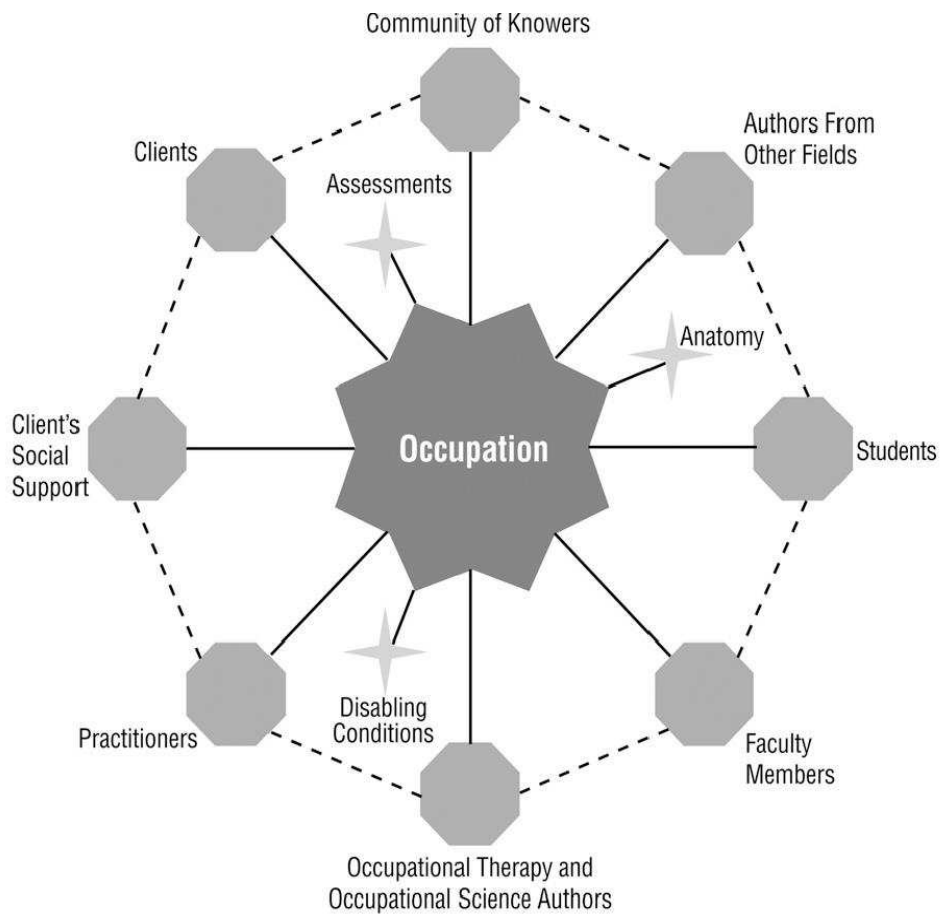 Community of Knowers
Authors From
Other Fields
Clients
Assessments
Anatomy
Client's
Social
Support
Occupation
Students
Disabling
Conditions
Practitioners
Faculty
Members
Occupational Therapy and
Occupational Science Authors